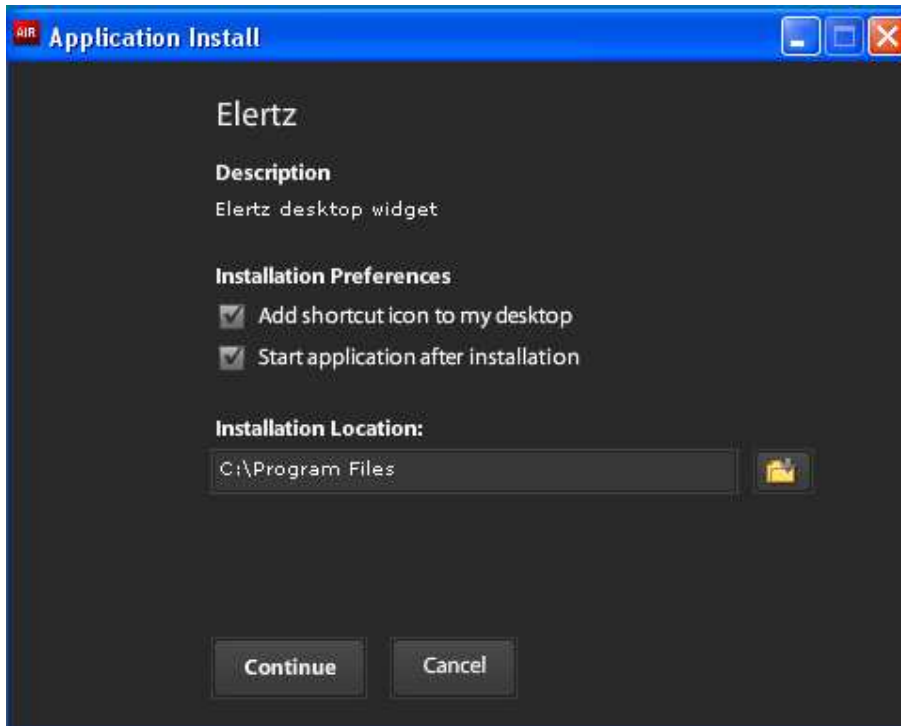 AIR Application Install
Elertz
Description
Elertz desktop widget
Installation Preferences
Add shortcut icon to my desktop
Start application after installation
Installation Location:
C:\Program Files
Continue Cancel